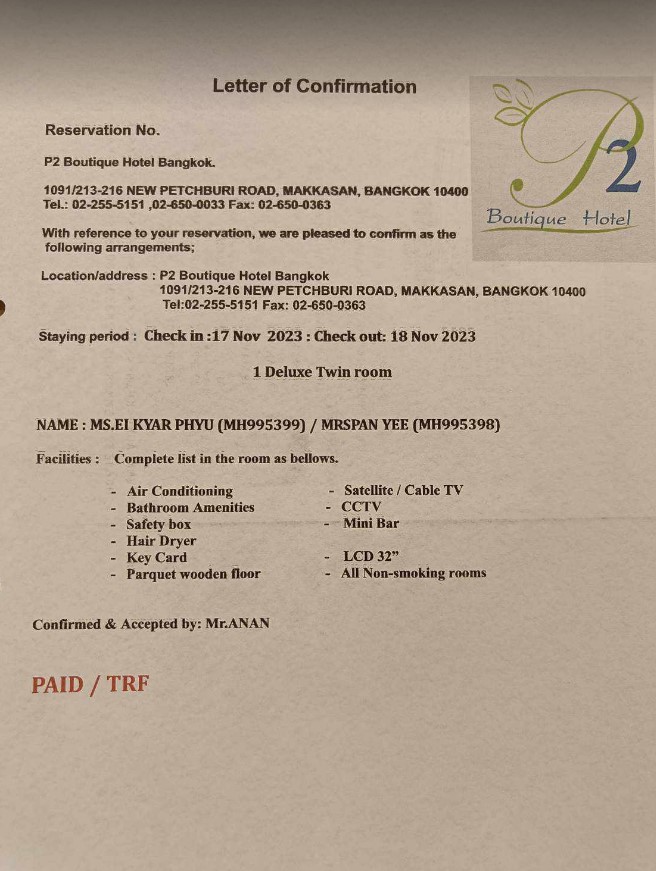 Letter of Confirmation
P2
Boutique Hotel
Reservation No.
P2 Boutique Hotel Bangkok.
1091/213-216 NEW PETCHBURI ROAD, MAKKASAN, BANGKOK 10400
Tel.: 02-255-5151 ,02-650-0033 Fax: 02-650-0363
With reference to your reservation, we are pleased to confirm as the
following arrangements;
Location/address : P2 Boutique Hotel Bangkok
1091/213-216 NEW PETCHBURI ROAD, MAKKASAN, BANGKOK 10400
Tel:02-255-5151 Fax: 02-650-0363
Staying period : Check in :17 Nov 2023 : Check out: 18 Nov 2023
1 Deluxe Twin room
NAME : MS.EI KYAR PHYU (MH995399) / MRSPAN YEE (MH995398)
Facilities : Complete list in the room as bellows.
- Air Conditioning - Satellite / Cable TV
- Bathroom Amenities - CCTV
- Safety box - Mini Bar
- Hair Dryer
- Key Card - LCD 32”
- Parquet wooden floor - All Non-smoking rooms
Confirmed & Accepted by: Mr.ANAN
PAID / TRF